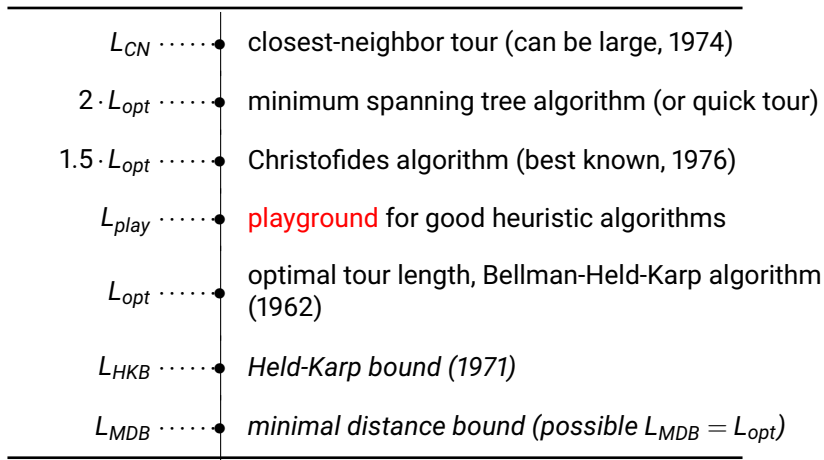 L_CN ······ closest-neighbor tour (can be large, 1974)
2 · L_opt ······ minimum spanning tree algorithm (or quick tour)
1.5 · L_opt ······ Christofides algorithm (best known, 1976)
L_play ······ playground for good heuristic algorithms
L_opt ······ optimal tour length, Bellman-Held-Karp algorithm
(1962)
L_HKB ······ Held-Karp bound (1971)
L_MDB ······ minimal distance bound (possible L_MDB = L_opt)